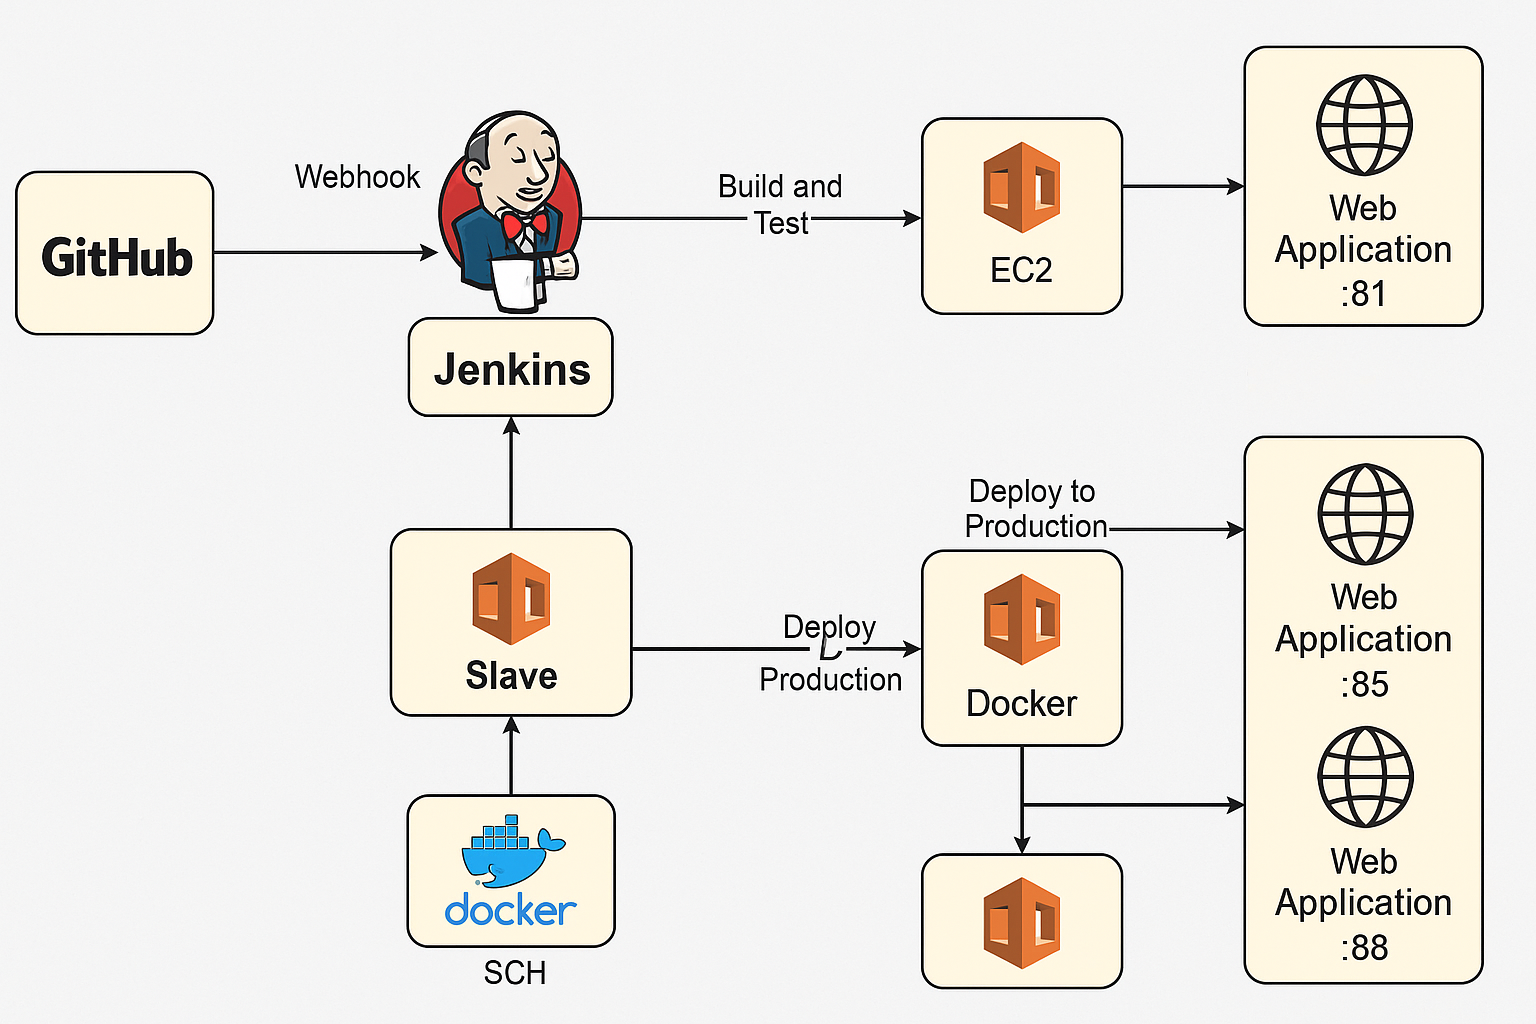 GitHub
Webhook
Jenkins
Build and
Test
EC2
Web
Application
:81
Slave
Deploy
Production
docker
SCH
Deploy to
Production
Docker
Web
Application
:85
Web
Application
:88